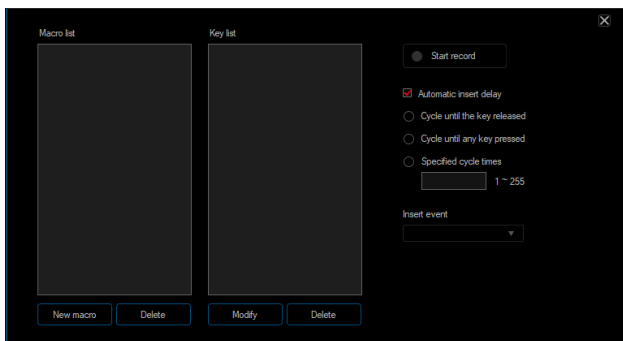 Macro list
Key list
Start record
Automatic insert delay
Cycle until the key released
Cycle until any key pressed
Specified cycle times
1 ~ 255
Insert event
New macro
Delete
Modify
Delete